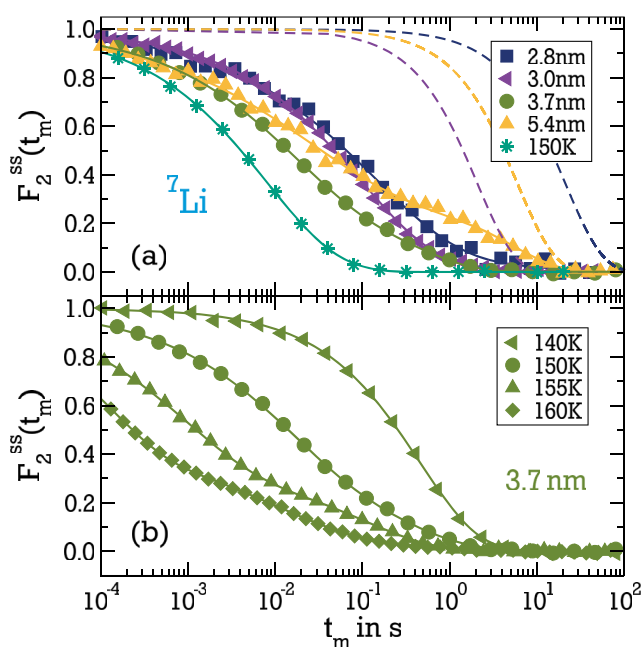 F₂ˢˢ(tₘ)
1.0
0.8
0.6
0.4
0.2
0.0
2.8nm
3.0nm
3.7nm
5.4nm
150K
⁷Li
(a)
F₂ˢˢ(tₘ)
1.0
0.8
0.6
0.4
0.2
0.0
140K
150K
155K
160K
3.7 nm
(b)
10⁻⁴ 10⁻³ 10⁻² 10⁻¹ 10⁰ 10¹ 10²
tₘ in s